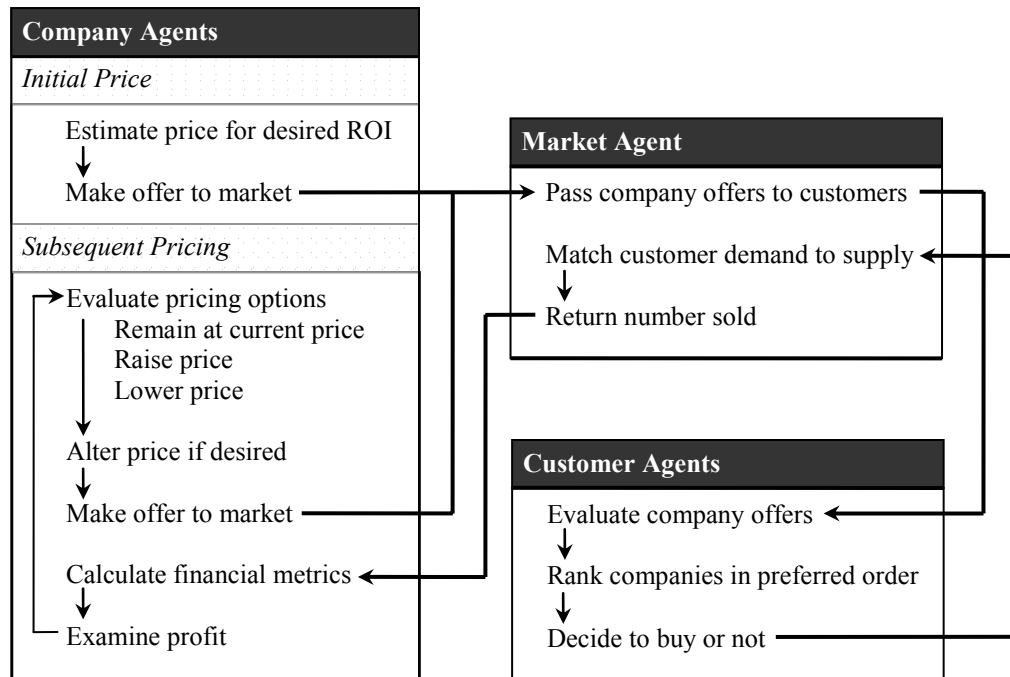 Company Agents
Initial Price
Estimate price for desired ROI
Make offer to market
Subsequent Pricing
Evaluate pricing options
Remain at current price
Raise price
Lower price
Alter price if desired
Make offer to market
Calculate financial metrics
Examine profit
Market Agent
Pass company offers to customers
Match customer demand to supply
Return number sold
Customer Agents
Evaluate company offers
Rank companies in preferred order
Decide to buy or not